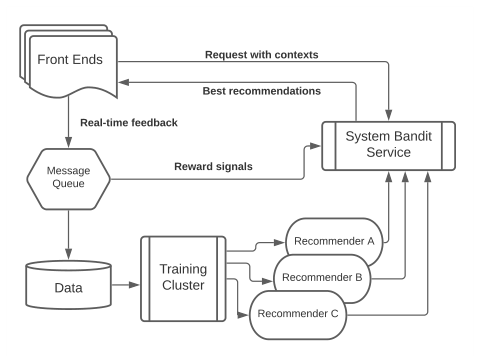 Front Ends
Request with contexts
Best recommendations
Real-time feedback
System Bandit
Service
Message
Queue
Reward signals
Data
Training
Cluster
Recommender A
Recommender B
Recommender C